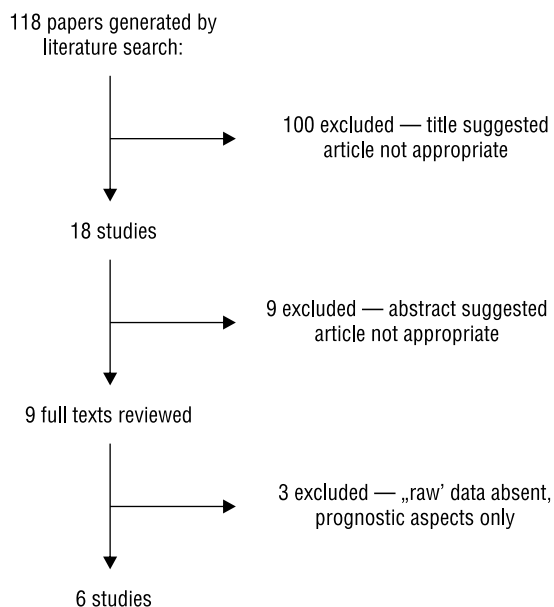 118 papers generated by
literature search:
100 excluded — title suggested
article not appropriate
18 studies
9 excluded — abstract suggested
article not appropriate
9 full texts reviewed
3 excluded — „raw’ data absent,
prognostic aspects only
6 studies